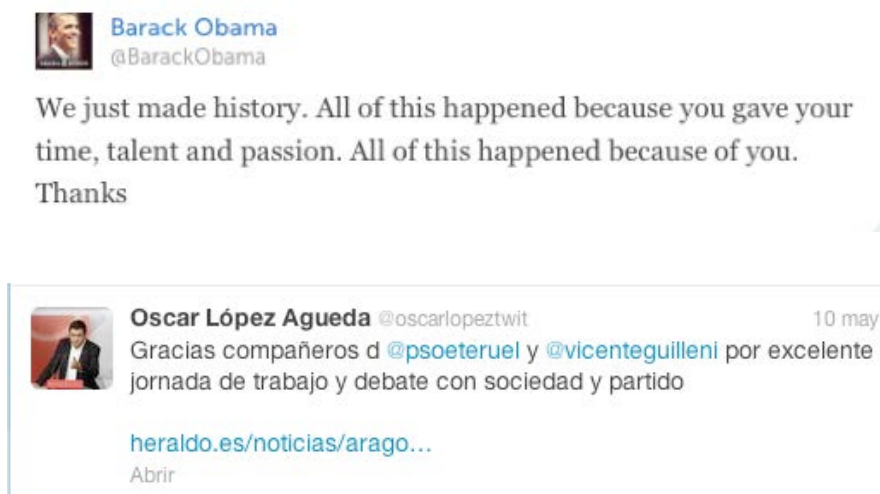 Barack Obama
@BarackObama
We just made history. All of this happened because you gave your
time, talent and passion. All of this happened because of you.
Thanks
Oscar López Agueda @oscarlopeztwit 10 may
Gracias compañeros d @psoeteruel y @vicenteguilleni por excelente
jornada de trabajo y debate con sociedad y partido
heraldo.es/noticias/arago...
Abrir